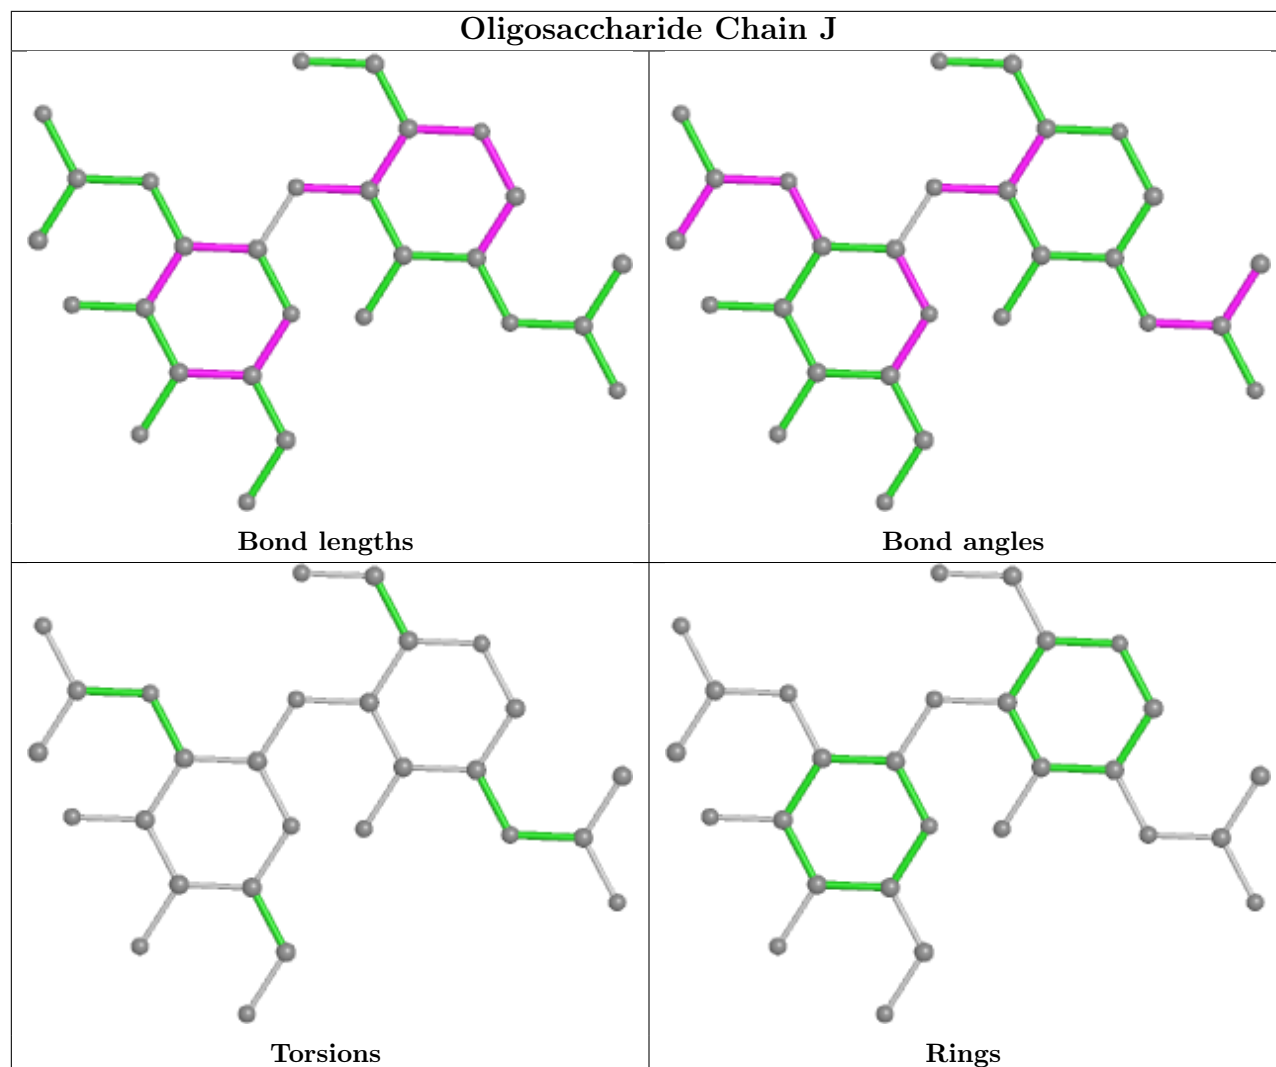 Oligosaccharide Chain J
Bond lengths
Bond angles
Torsions
Rings